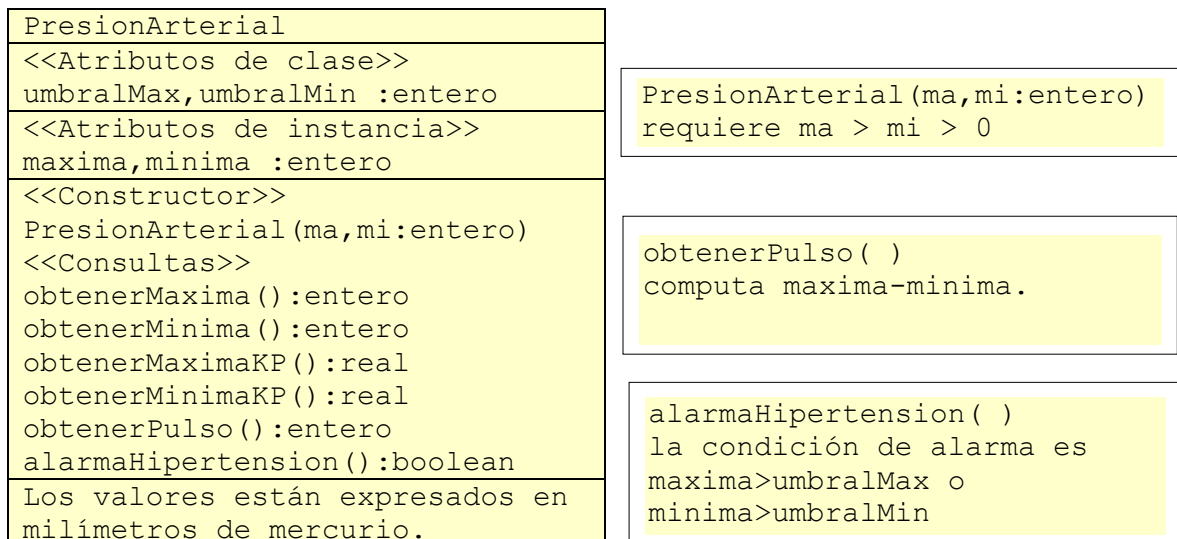 PresionArterial
<<Atributos de clase>>
umbralMax,umbralMin :entero
<<Atributos de instancia>>
maxima,minima :entero
<<Constructor>>
PresionArterial(ma,mi:entero)
<<Consultas>>
obtenerMaxima():entero
obtenerMinima():entero
obtenerMaximaKP():real
obtenerMinimaKP():real
obtenerPulso():entero
alarmaHipertension():boolean
Los valores están expresados en
milímetros de mercurio.
PresionArterial(ma,mi:entero)
requiere ma > mi > 0
obtenerPulso( )
computa maxima-minima.
alarmaHipertension( )
la condición de alarma es
maxima>umbralMax o
minima>umbralMin